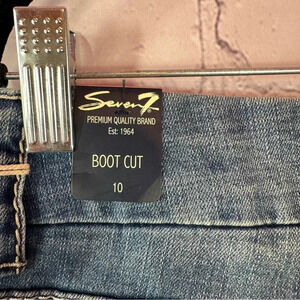 Seven7
PREMIUM QUALITY BRAND
Est: 1964
BOOT CUT
10